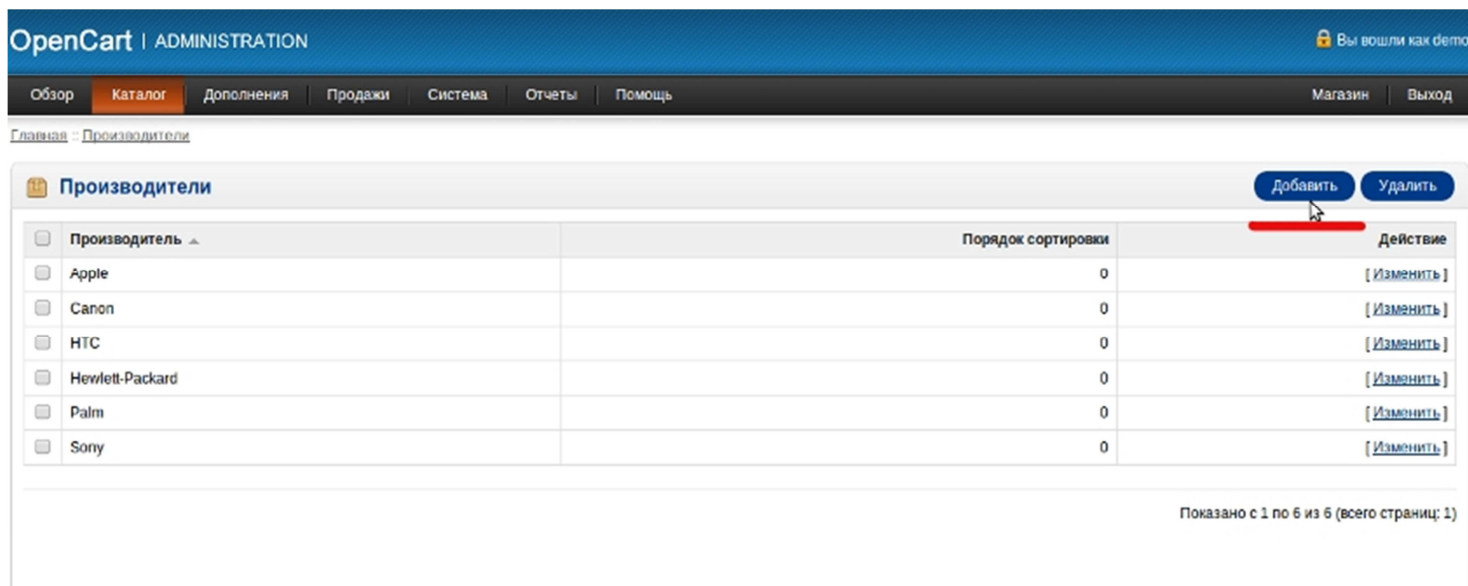 OpenCart | ADMINISTRATION
Вы вошли как demo
Обзор Каталог Дополнения Продажи Система Отчеты Помощь Магазин Выход
Главная :: Производители
Производители Добавить Удалить
Производитель Порядок сортировки Действие
Apple 0 [ Изменить ]
Canon 0 [ Изменить ]
HTC 0 [ Изменить ]
Hewlett-Packard 0 [ Изменить ]
Palm 0 [ Изменить ]
Sony 0 [ Изменить ]
Показано с 1 по 6 из 6 (всего страниц: 1)